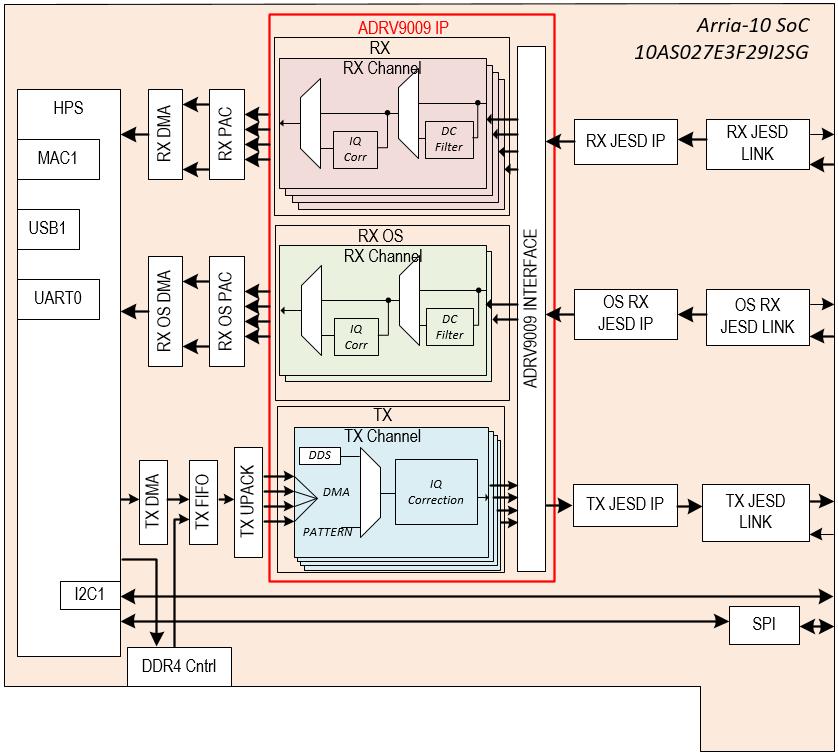 Arria-10 SoC
10AS027E3F29I2SG
ADRV9009 IP
HPS
MAC1
USB1
UART0
I2C1
RX DMA
RX PAC
RX
RX Channel
IQ
Corr
DC
Filter
RX JESD IP
RX JESD
LINK
RX OS DMA
RX OS PAC
RX OS
RX Channel
IQ
Corr
DC
Filter
ADRV9009 INTERFACE
OS RX
JESD IP
OS RX
JESD LINK
TX DMA
TX FIFO
TX UPACK
TX
TX Channel
DDS
DMA
PATTERN
IQ
Correction
TX JESD IP
TX JESD
LINK
SPI
DDR4 Cntrl